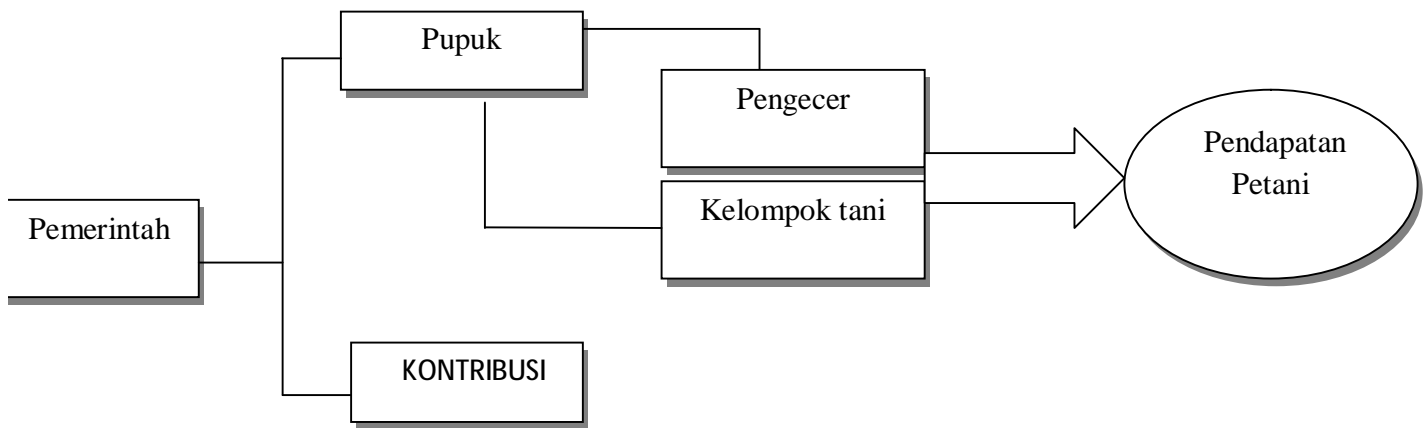 Pupuk
Pengecer
Pendapatan
Petani
Kelompok tani
Pemerintah
KONTRIBUSI